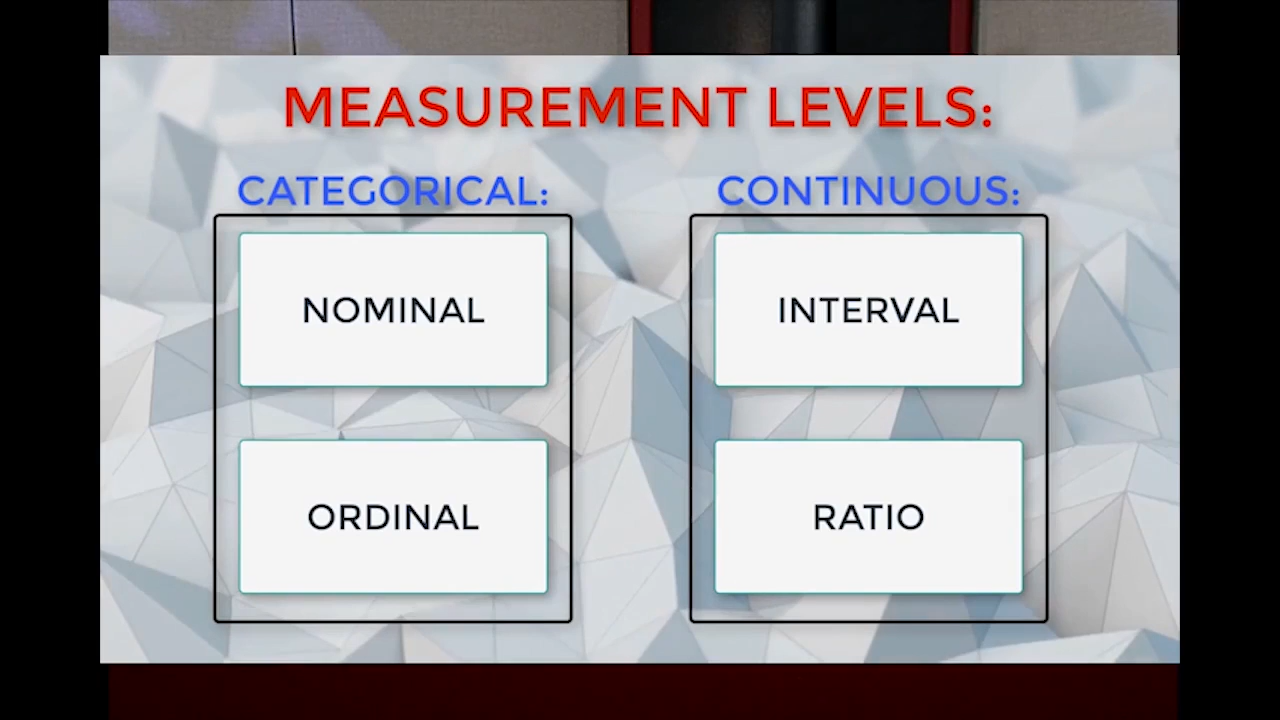 MEASUREMENT LEVELS:
CATEGORICAL:
NOMINAL
ORDINAL
CONTINUOUS:
INTERVAL
RATIO